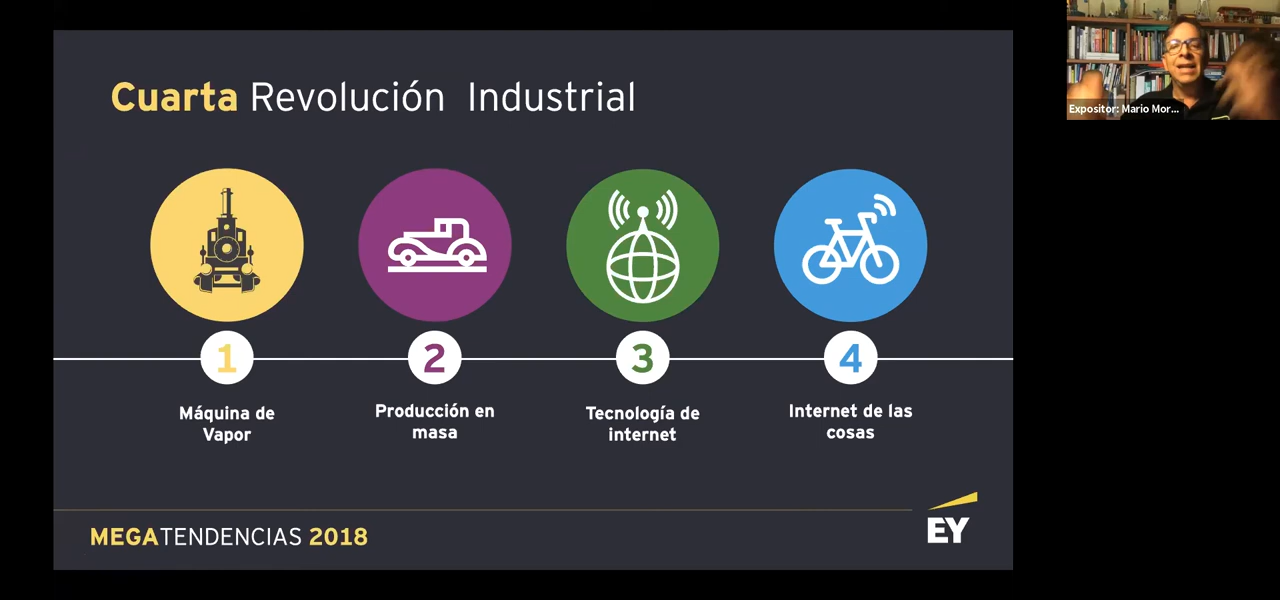 Cuarta Revolución Industrial
Expositor: Mario Mor...
1
2
3
4
Máquina de
Vapor
Producción en
masa
Tecnología de
internet
Internet de las
cosas
MEGATENDENCIAS 2018
EY